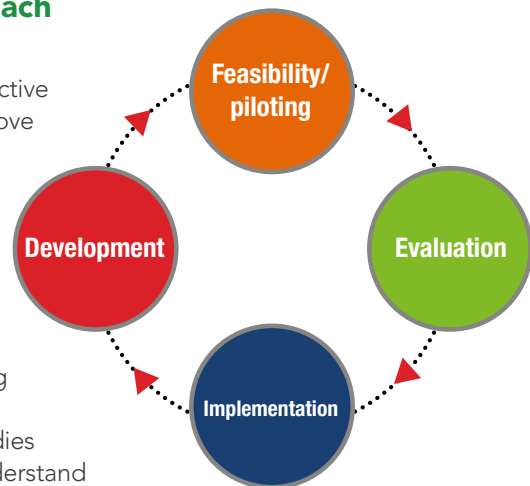 ach
ctive
ove
Feasibility/
piloting
Development
Evaluation
Implementation
g
dies
derstand